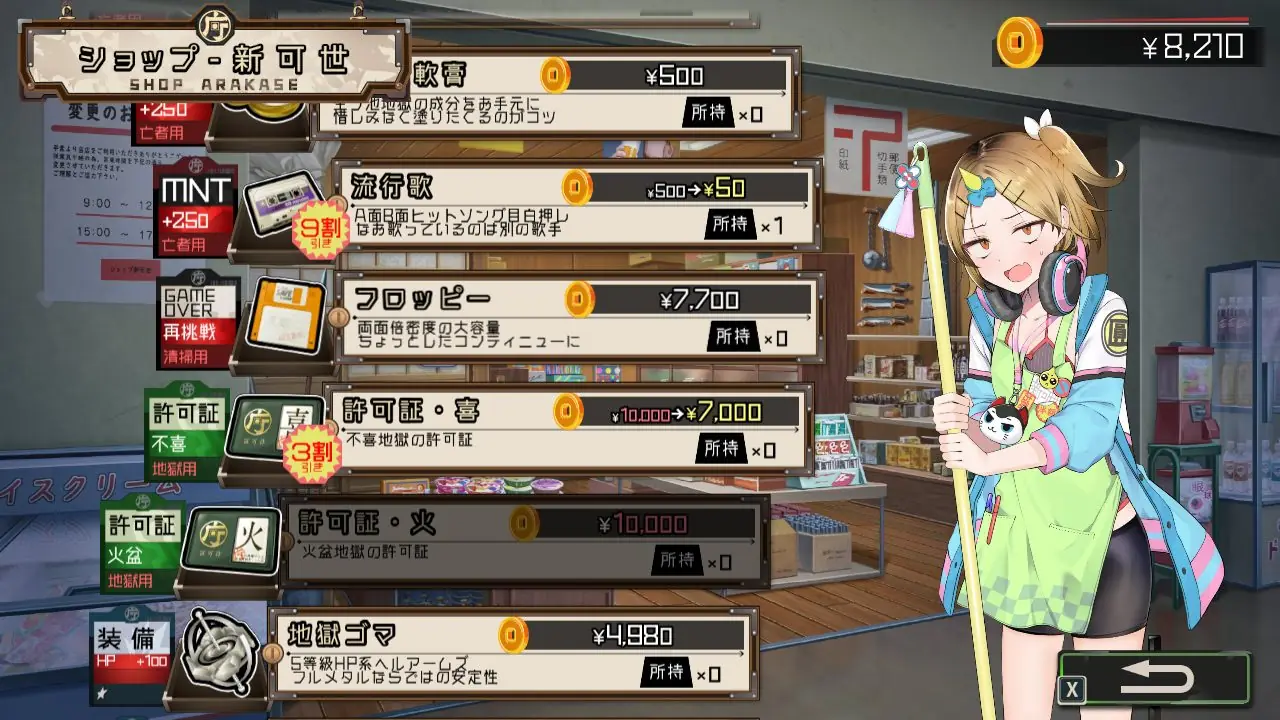 庁
ショップ-新可世
SHOP ARAKASE
¥8,210
+250
亡者用
軟膏
¥500
惜しみなく塗りたくるのがコツ
所持 ×0
MNT
+250
亡者用
9割引き
流行歌
¥500→¥50
A面B面ヒットソング目白押し
なお歌っているのは別の歌手
所持 ×1
GAME OVER
再挑戦
清掃用
フロッピー
¥7,700
両面倍密度の大容量
ちょっとしたコンティニューに
所持 ×0
許可証
不喜
地獄用
3割引き
許可証・喜
¥10,000→¥7,000
不喜地獄の許可証
所持 ×0
許可証
火盆
地獄用
火
許可証・火
¥10,000
火盆地獄の許可証
所持 ×0
装備
HP +100
地獄ゴマ
¥4,980
5等級HP系ヘルアームズ
フルメタルならではの安定性
所持 ×0
変更のお
9:00 ~ 12
15:00 ~ 17
イスクリーム
印紙
郵便
切手類
X